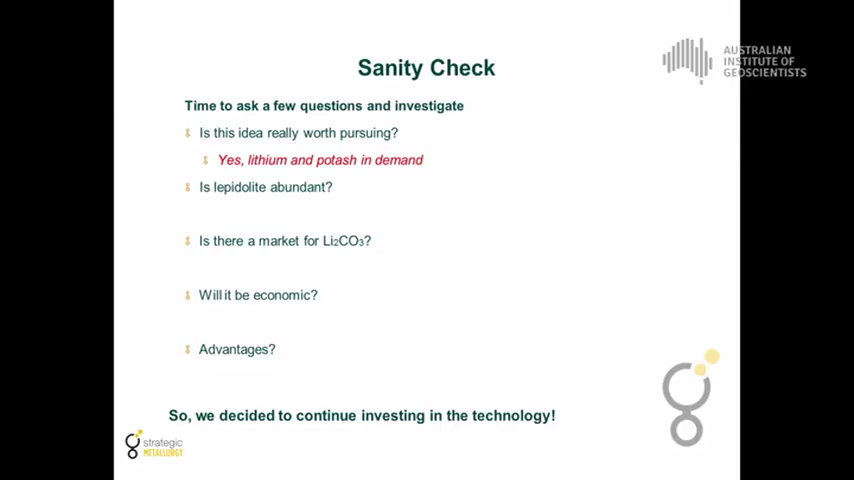 Sanity Check
AUSTRALIAN
INSTITUTE OF
GEOSCIENTISTS
Time to ask a few questions and investigate
Is this idea really worth pursuing?
Yes, lithium and potash in demand
Is lepidolite abundant?
Is there a market for Li₂CO₃?
Will it be economic?
Advantages?
So, we decided to continue investing in the technology!
strategic
METALLURGY